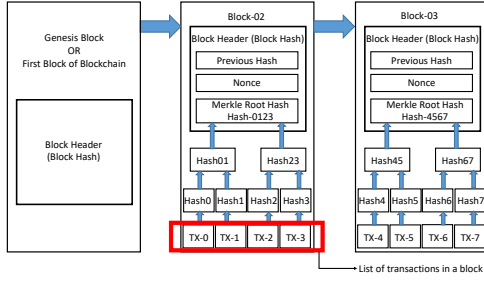 Genesis Block
OR
First Block of Blockchain
Block Header
(Block Hash)
Block-02
Block Header (Block Hash)
Previous Hash
Nonce
Merkle Root Hash
Hash-0123
Hash01 Hash23
Hash0 Hash1 Hash2 Hash3
TX-0 TX-1 TX-2 TX-3
Block-03
Block Header (Block Hash)
Previous Hash
Nonce
Merkle Root Hash
Hash-4567
Hash45 Hash67
Hash4 Hash5 Hash6 Hash7
TX-4 TX-5 TX-6 TX-7
List of transactions in a block